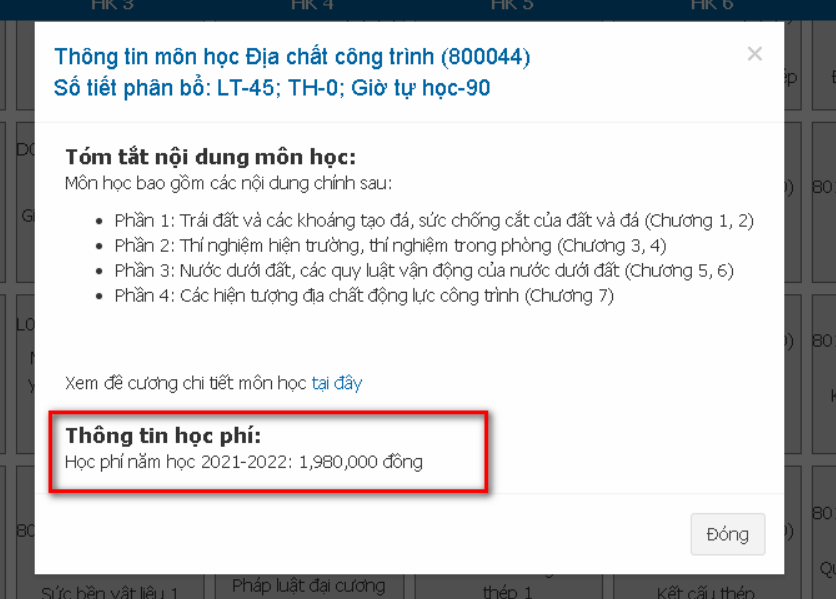 HK 3 HK 4 HK 5 HK 6
Thông tin môn học Địa chất công trình (800044)
Số tiết phân bổ: LT-45; TH-0; Giờ tự học-90
×
Tóm tắt nội dung môn học:
Môn học bao gồm các nội dung chính sau:
• Phần 1: Trái đất và các khoáng tạo đá, sức chống cắt của đất và đá (Chương 1, 2)
• Phần 2: Thí nghiệm hiện trường, thí nghiệm trong phòng (Chương 3, 4)
• Phần 3: Nước dưới đất, các quy luật vận động của nước dưới đất (Chương 5, 6)
• Phần 4: Các hiện tượng địa chất động lực công trình (Chương 7)
Xem đề cương chi tiết môn học tại đây
Thông tin học phí:
Học phí năm học 2021-2022: 1,980,000 đồng
Đóng
Sức bền vật liệu 1 Pháp luật đại cương thép 1 Kết cấu thép